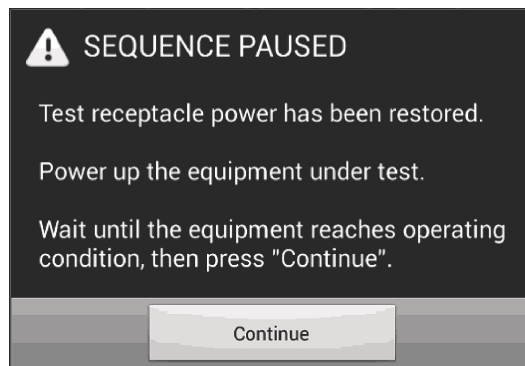 SEQUENCE PAUSED
Test receptacle power has been restored.
Power up the equipment under test.
Wait until the equipment reaches operating
condition, then press "Continue".
Continue